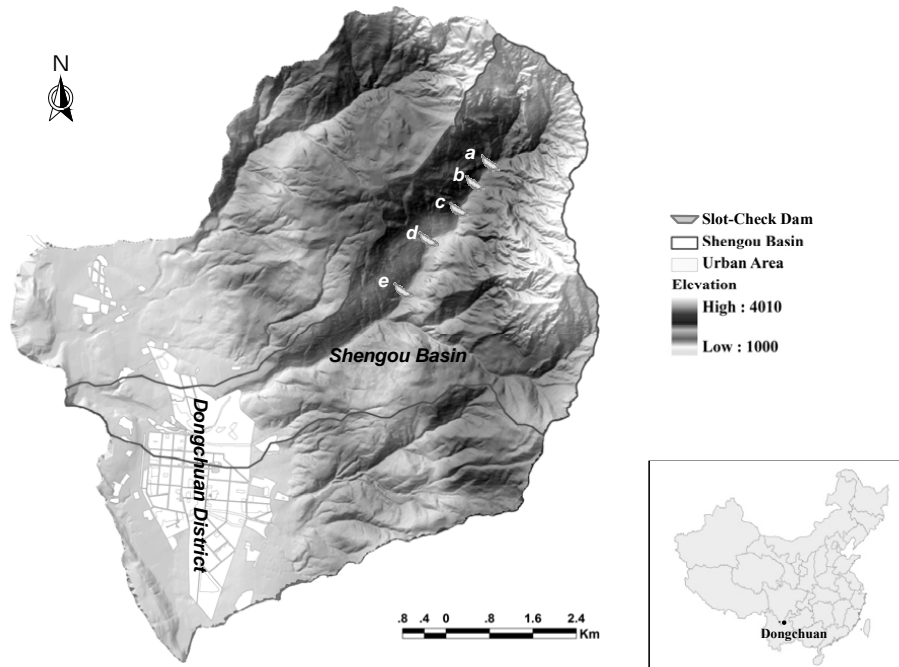 N
a
b
c
d
e
Shengou Basin
Dongchuan District
Slot-Check Dam
Shengou Basin
Urban Area
Elevation
High : 4010
Low : 1000
.8 .4 0 .8 1.6 2.4
Km
Dongchuan